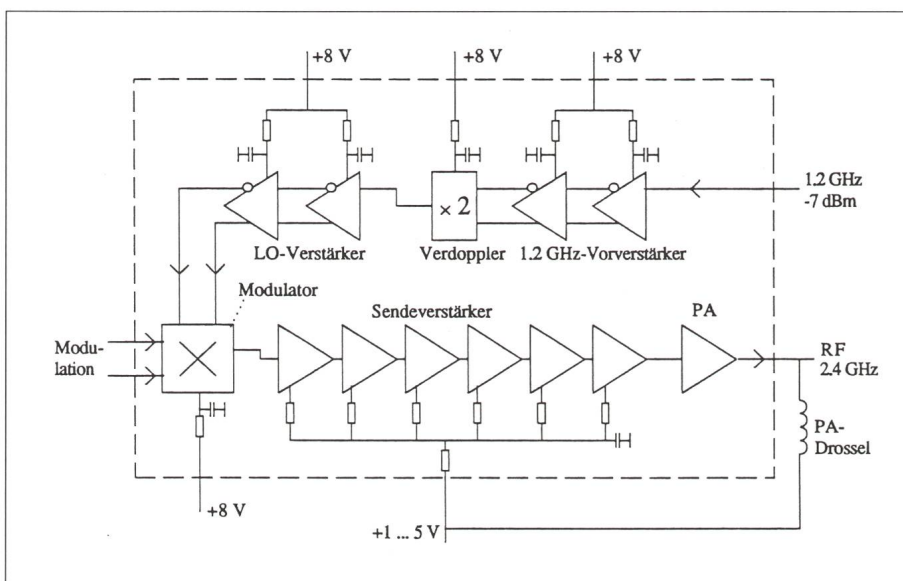 +8 V
+8 V
+8 V
1.2 GHz
-7 dBm
× 2
LO-Verstärker
Verdoppler
1.2 GHz-Vorverstärker
Modulator
Sendeverstärker
PA
Modu-
lation
RF
2.4 GHz
PA-
Drossel
+8 V
+1 ... 5 V